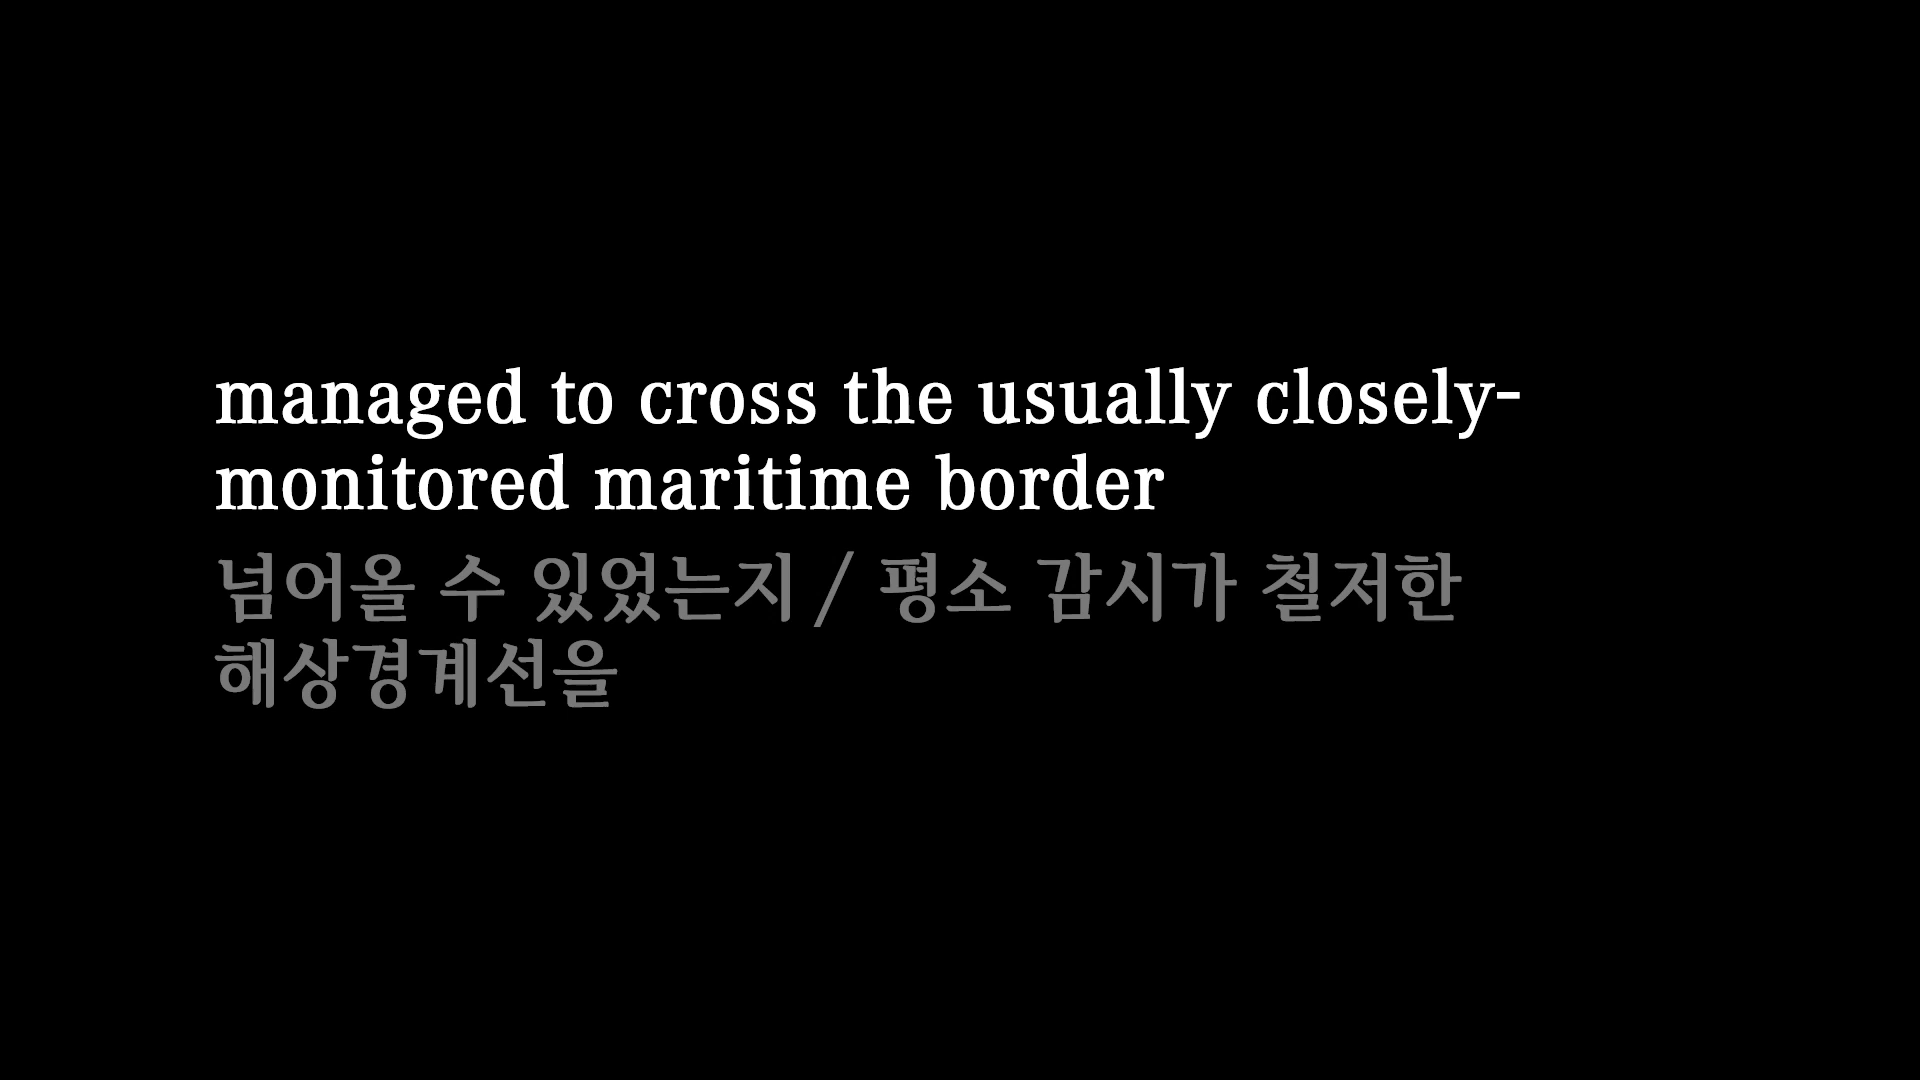 managed to cross the usually closely-
monitored maritime border
넘어올 수 있었는지 / 평소 감시가 철저한
해상경계선을